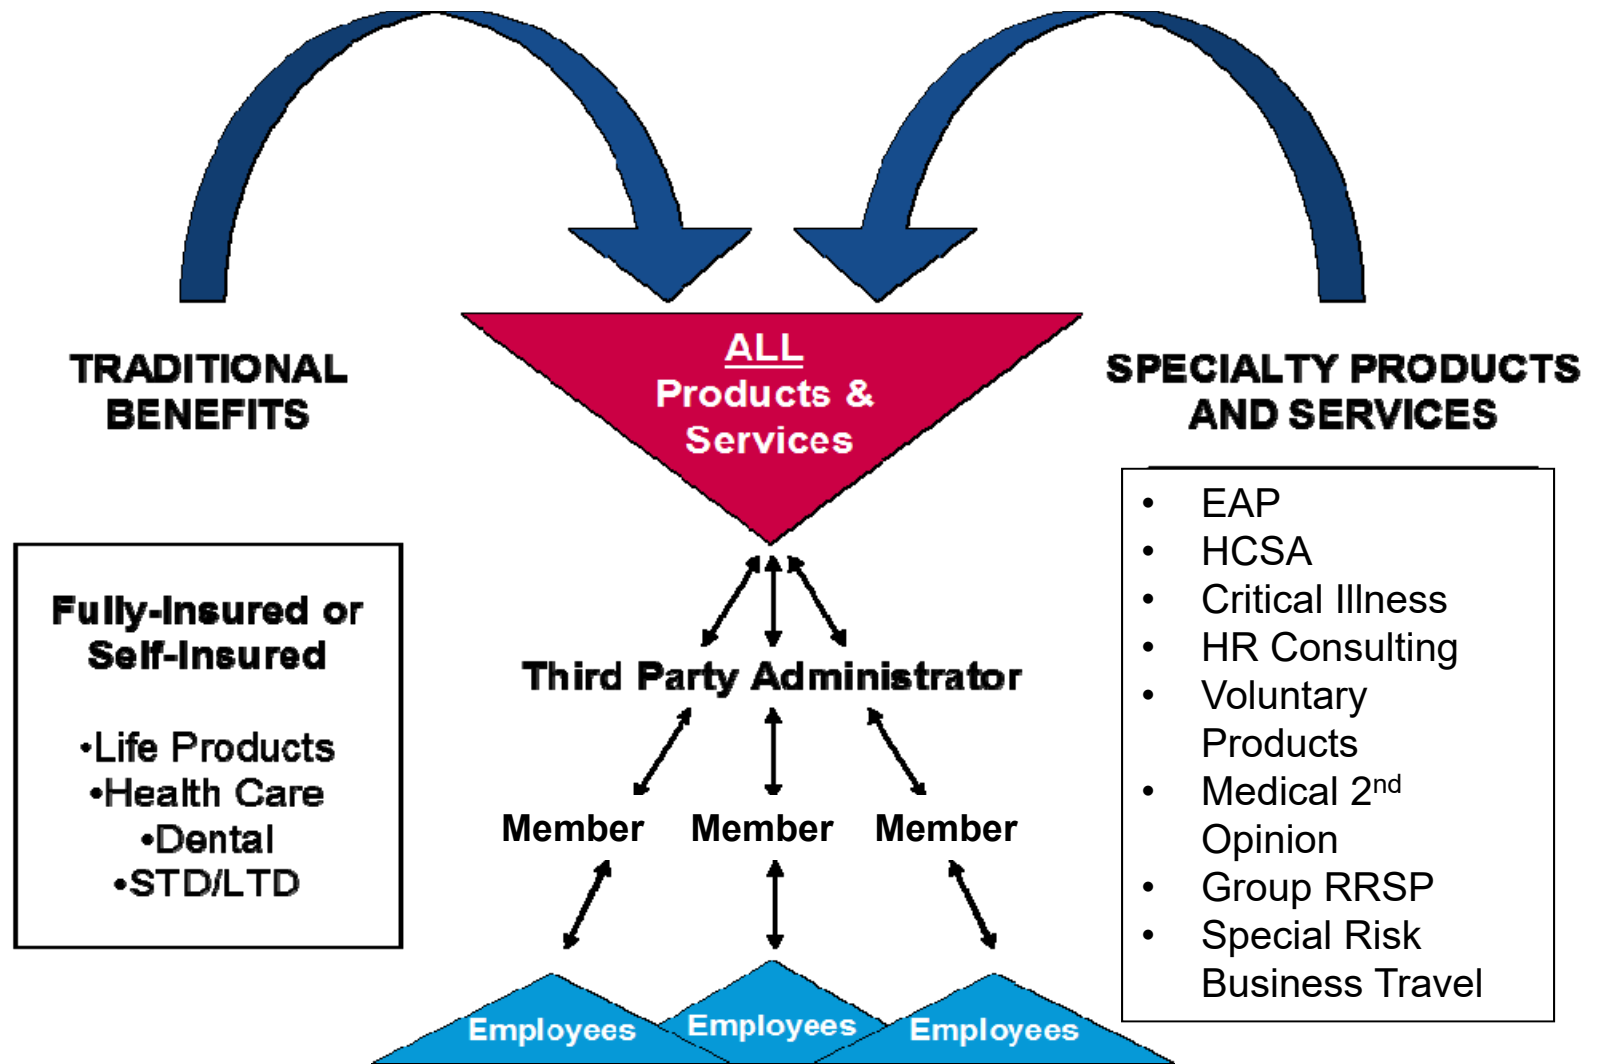 TRADITIONAL
BENEFITS
Fully-Insured or
Self-Insured
•Life Products
•Health Care
•Dental
•STD/LTD
ALL
Products &
Services
Third Party Administrator
Member Member Member
Employees Employees Employees
SPECIALTY PRODUCTS
AND SERVICES
• EAP
• HCSA
• Critical Illness
• HR Consulting
• Voluntary
Products
• Medical 2nd
Opinion
• Group RRSP
• Special Risk
Business Travel